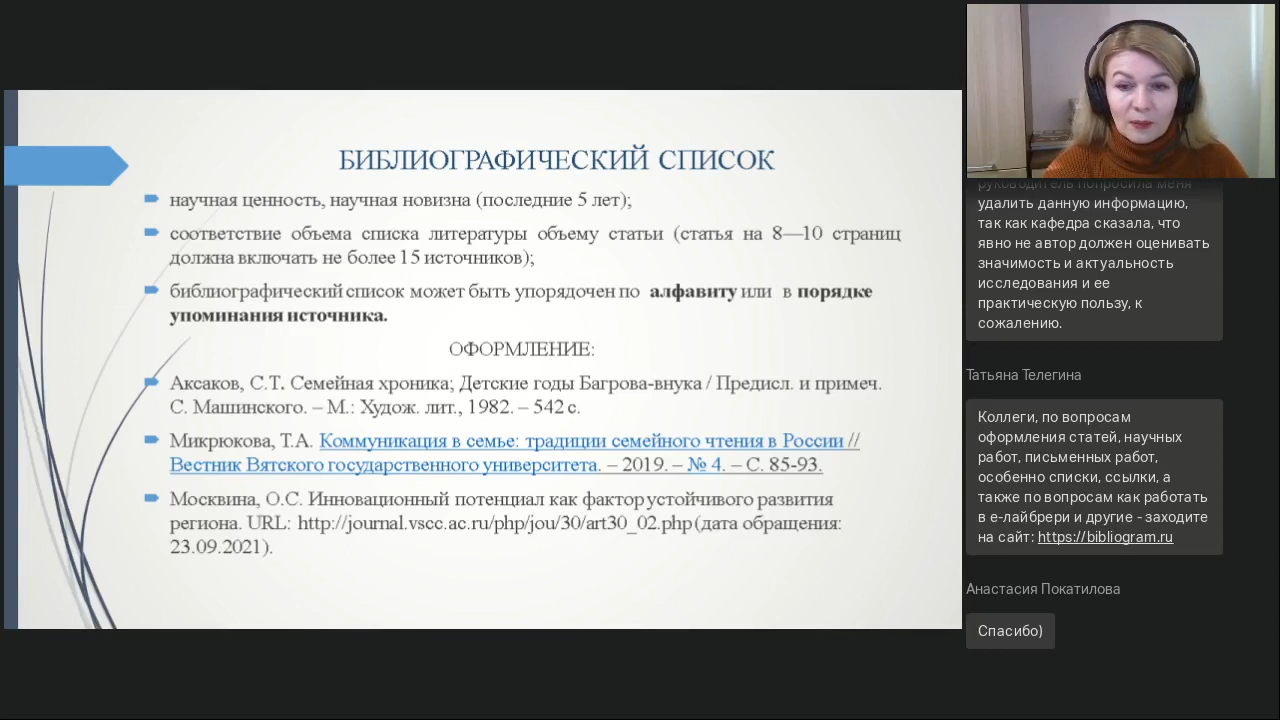 БИБЛИОГРАФИЧЕСКИЙ СПИСОК
научная ценность, научная новизна (последние 5 лет);
соответствие объема списка литературы объему статьи (статья на 8—10 страниц
должна включать не более 15 источников);
библиографический список может быть упорядочен по алфавиту или в порядке
упоминания источника.
ОФОРМЛЕНИЕ:
Аксаков, С.Т. Семейная хроника; Детские годы Багрова-внука / Предисл. и примеч.
С. Машинского. – М.: Худож. лит., 1982. – 542 с.
Микрюкова, Т.А. Коммуникация в семье: традиции семейного чтения в России //
Вестник Вятского государственного университета. – 2019. – № 4. – С. 85-93.
Москвина, О.С. Инновационный потенциал как фактор устойчивого развития
региона. URL: http://journal.vscc.ac.ru/php/jou/30/art30_02.php (дата обращения:
23.09.2021).
руководитель попросила меня
удалить данную информацию,
так как кафедра сказала, что
явно не автор должен оценивать
значимость и актуальность
исследования и ее
практическую пользу, к
сожалению.
Татьяна Телегина
Коллеги, по вопросам
оформления статей, научных
работ, письменных работ,
особенно списки, ссылки, а
также по вопросам как работать
в е-лайбрери и другие - заходите
на сайт: https://bibliogram.ru
Анастасия Покатилова
Спасибо)